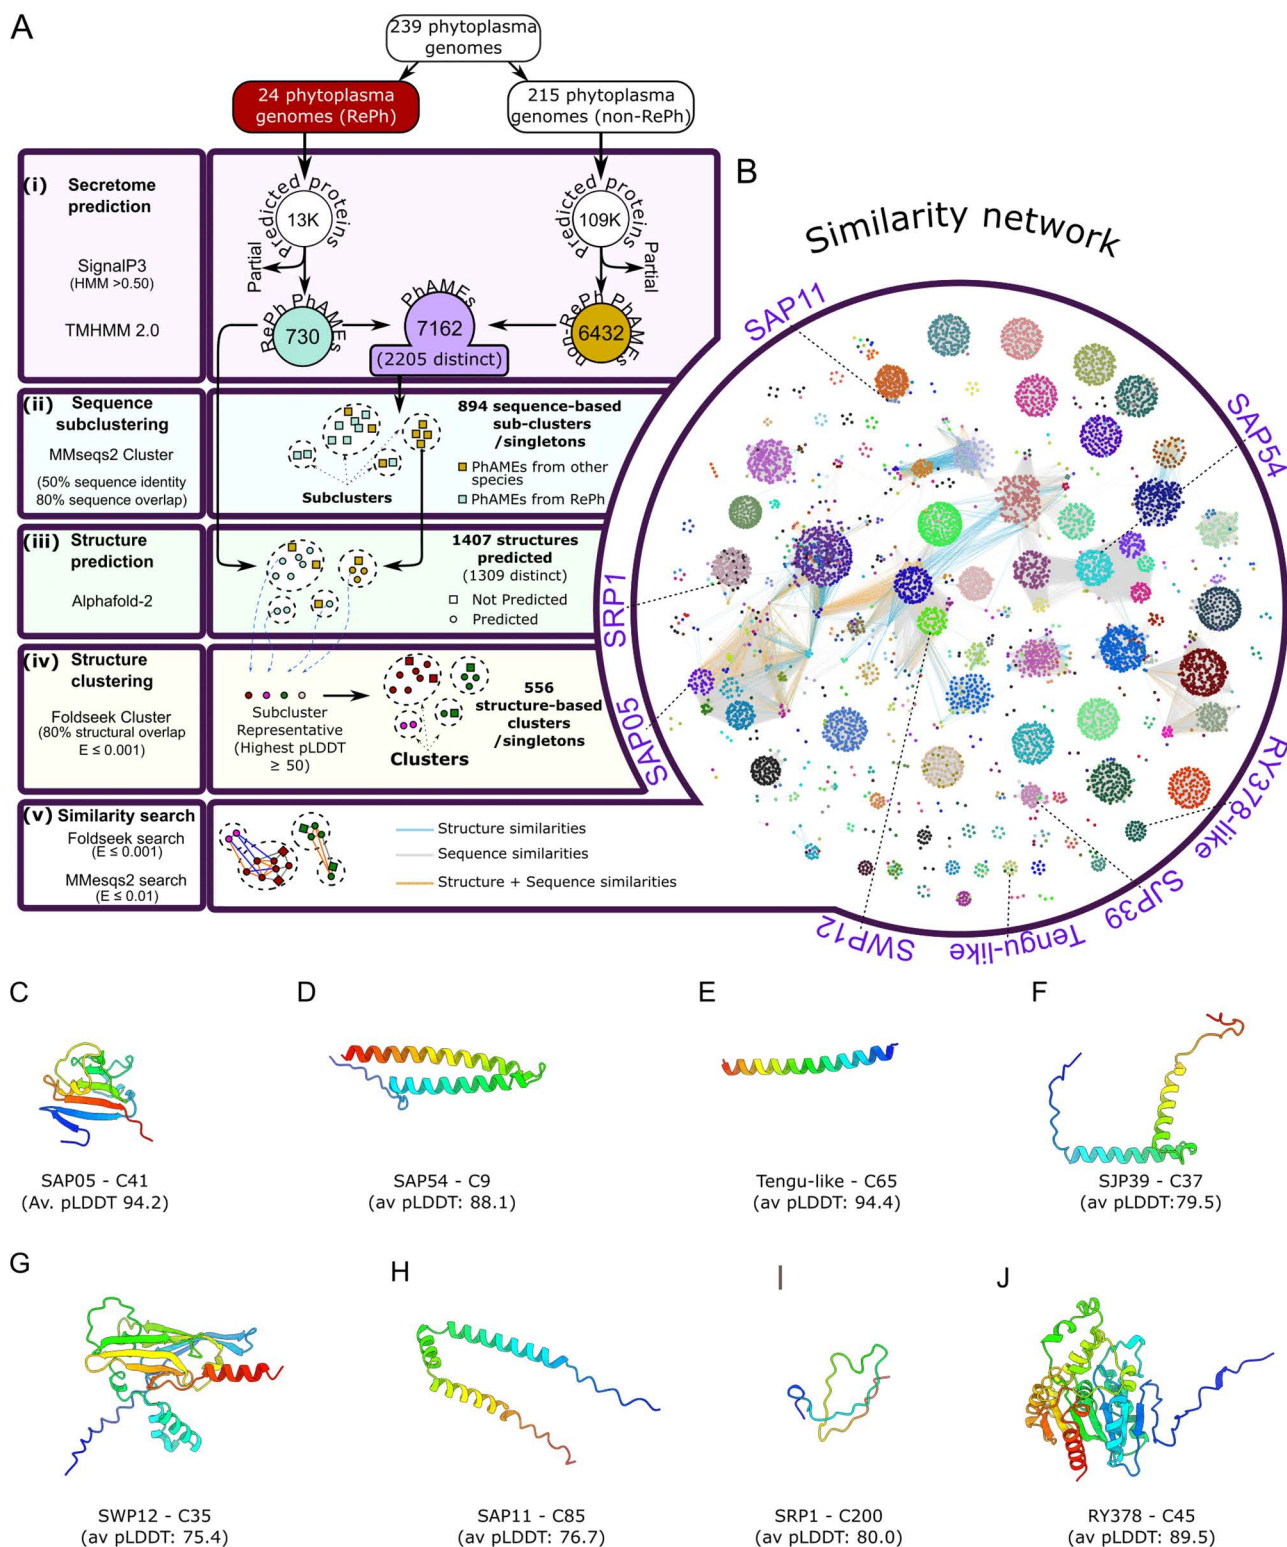 A
239 phytoplasma
genomes
24 phytoplasma
genomes (RePh)
215 phytoplasma
genomes (non-RePh)
(i) Secretome
prediction
SignalP3
(HMM >0.50)
TMHMM 2.0
Predicted proteins
13K
Partial
RePh PhAMEs
730
PhAMEs
7162
(2205 distinct)
Predicted proteins
109K
Partial
non-RePh PhAMEs
6432
(ii) Sequence
subclustering
MMseqs2 Cluster
(50% sequence identity
80% sequence overlap)
Subclusters
894 sequence-based
sub-clusters
/singletons
PhAMEs from other
species
PhAMEs from RePh
(iii) Structure
prediction
Alphafold-2
1407 structures
predicted
(1309 distinct)
Not Predicted
Predicted
(iv) Structure
clustering
Foldseek Cluster
(80% structural overlap
E ≤ 0.001)
Subcluster
Representative
(Highest pLDDT
≥ 50)
Clusters
556
structure-based
clusters
/singletons
(v) Similarity search
Foldseek search
(E ≤ 0.001)
MMesqs2 search
(E ≤ 0.01)
Structure similarities
Sequence similarities
Structure + Sequence similarities
B
Similarity network
SAP11
SAP54
SRP1
SAP05
RY378-like
SJP39
Tengu-like
SWP12
C
SAP05 - C41
(Av. pLDDT 94.2)
D
SAP54 - C9
(av pLDDT: 88.1)
E
Tengu-like - C65
(av pLDDT: 94.4)
F
SJP39 - C37
(av pLDDT:79.5)
G
SWP12 - C35
(av pLDDT: 75.4)
H
SAP11 - C85
(av pLDDT: 76.7)
I
SRP1 - C200
(av pLDDT: 80.0)
J
RY378 - C45
(av pLDDT: 89.5)